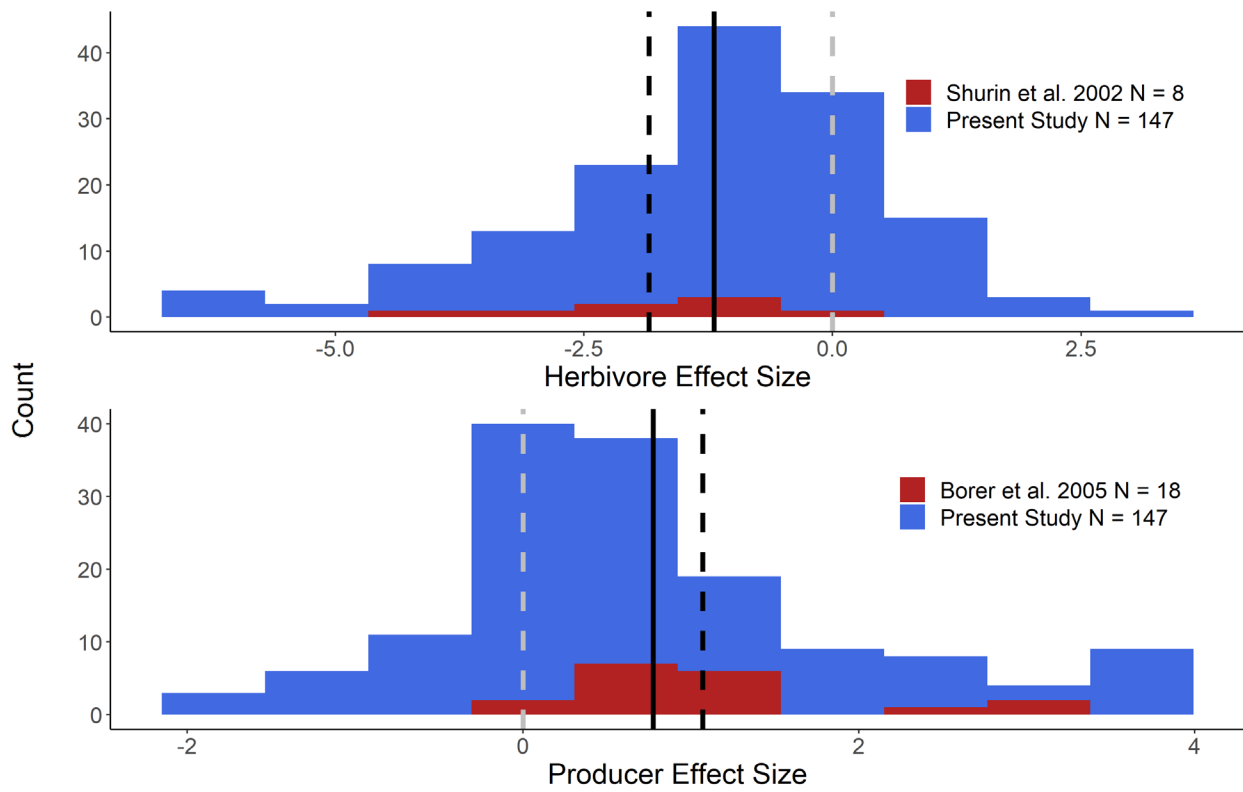 40
30
20
10
0
Shurin et al. 2002 N = 8
Present Study N = 147
-5.0
-2.5
0.0
2.5
Herbivore Effect Size
Count
40
30
20
10
0
Borer et al. 2005 N = 18
Present Study N = 147
-2
0
2
4
Producer Effect Size